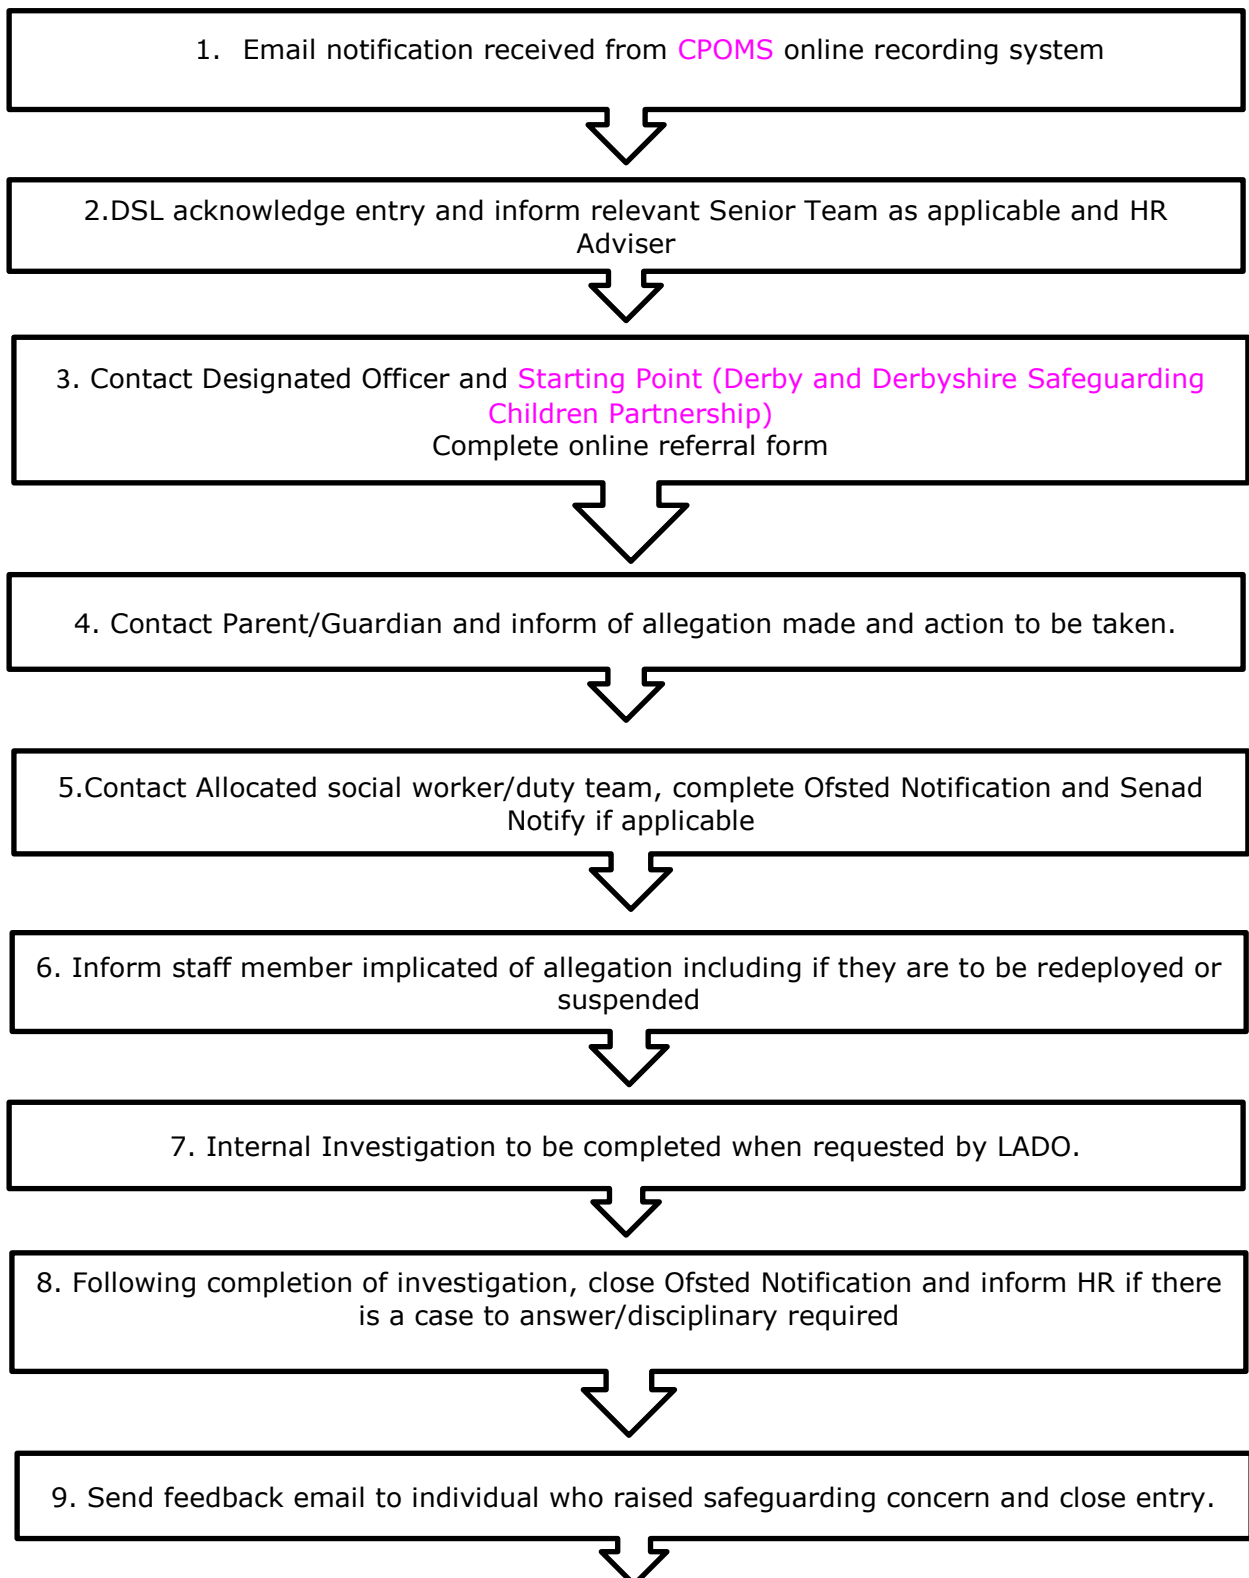 1. Email notification received from CPOMS online recording system
2.DSL acknowledge entry and inform relevant Senior Team as applicable and HR
Adviser
3. Contact Designated Officer and Starting Point (Derby and Derbyshire Safeguarding
Children Partnership)
Complete online referral form
4. Contact Parent/Guardian and inform of allegation made and action to be taken.
5.Contact Allocated social worker/duty team, complete Ofsted Notification and Senad
Notify if applicable
6. Inform staff member implicated of allegation including if they are to be redeployed or
suspended
7. Internal Investigation to be completed when requested by LADO.
8. Following completion of investigation, close Ofsted Notification and inform HR if there
is a case to answer/disciplinary required
9. Send feedback email to individual who raised safeguarding concern and close entry.